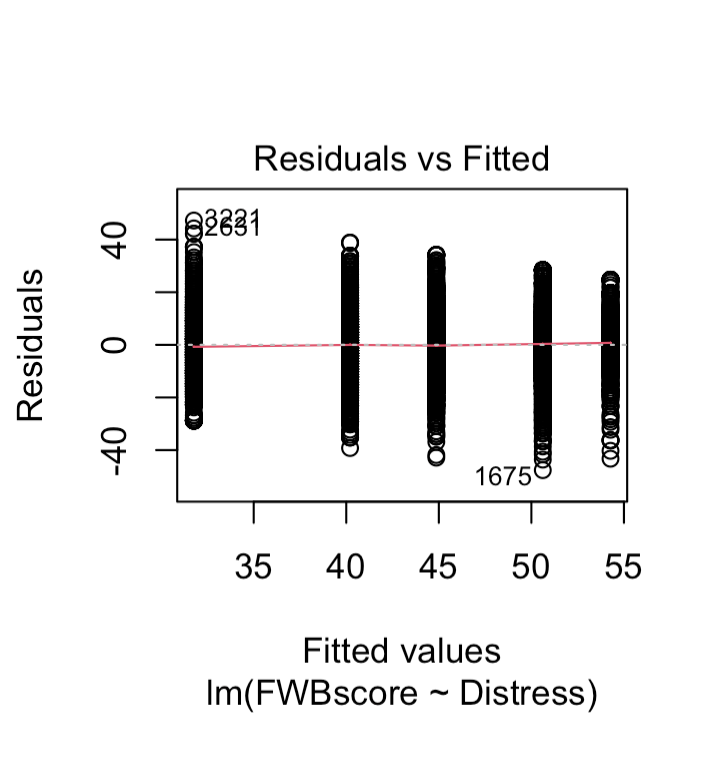 Residuals vs Fitted
Residuals
40
0
-40
3221
2631
1675
35 40 45 50 55
Fitted values
lm(FWBscore ~ Distress)